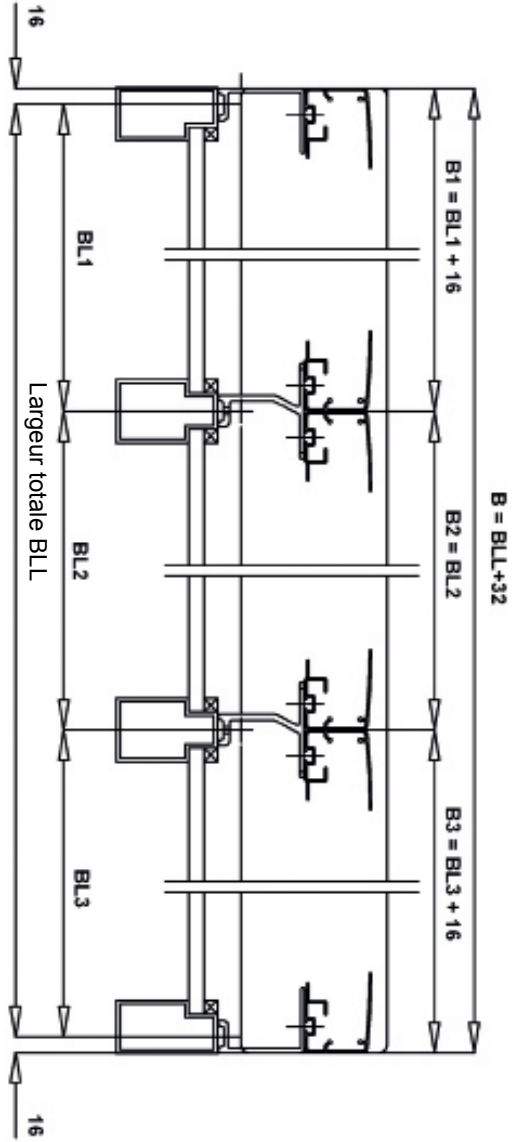 B = BLL+32
B1 = BL1 + 16
B2 = BL2
B3 = BL3 + 16
BL1
BL2
BL3
16
Largeur totale BLL
16